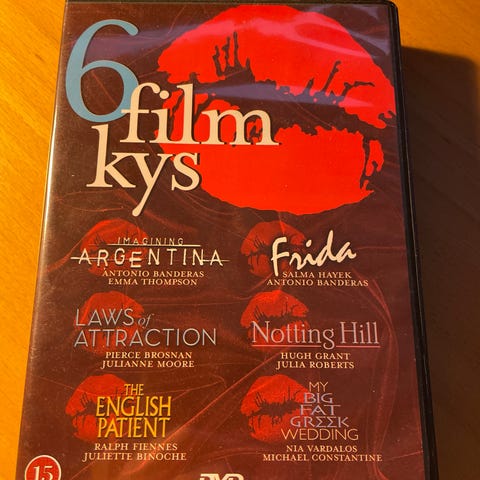 6
film
kys
IMAGINING
ARGENTINA
ANTONIO BANDERAS
EMMA THOMPSON
Frida
SALMA HAYEK
ANTONIO BANDERAS
LAWS of
ATTRACTION
PIERCE BROSNAN
JULIANNE MOORE
Notting Hill
HUGH GRANT
JULIA ROBERTS
THE
ENGLISH
PATIENT
RALPH FIENNES
JULIETTE BINOCHE
MY
BIG
FAT
GREEK
WEDDING
NIA VARDALOS
MICHAEL CONSTANTINE
15
DVD